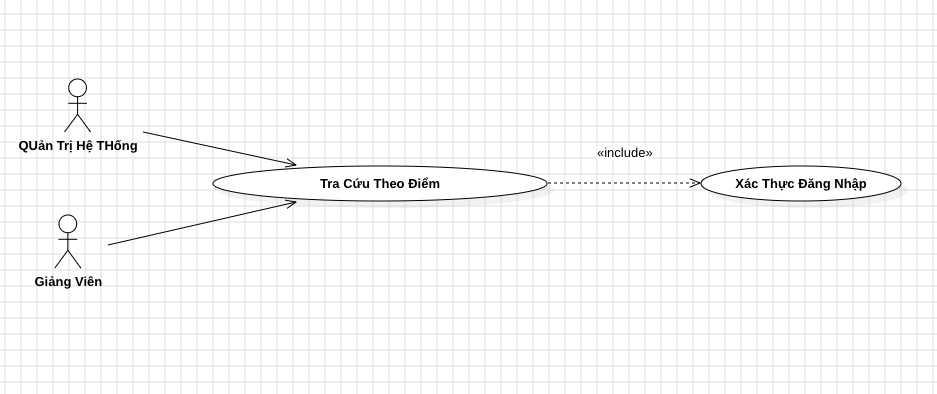 QUản Trị Hệ THống
«include»
Tra Cứu Theo Điểm
Xác Thực Đăng Nhập
Giảng Viên